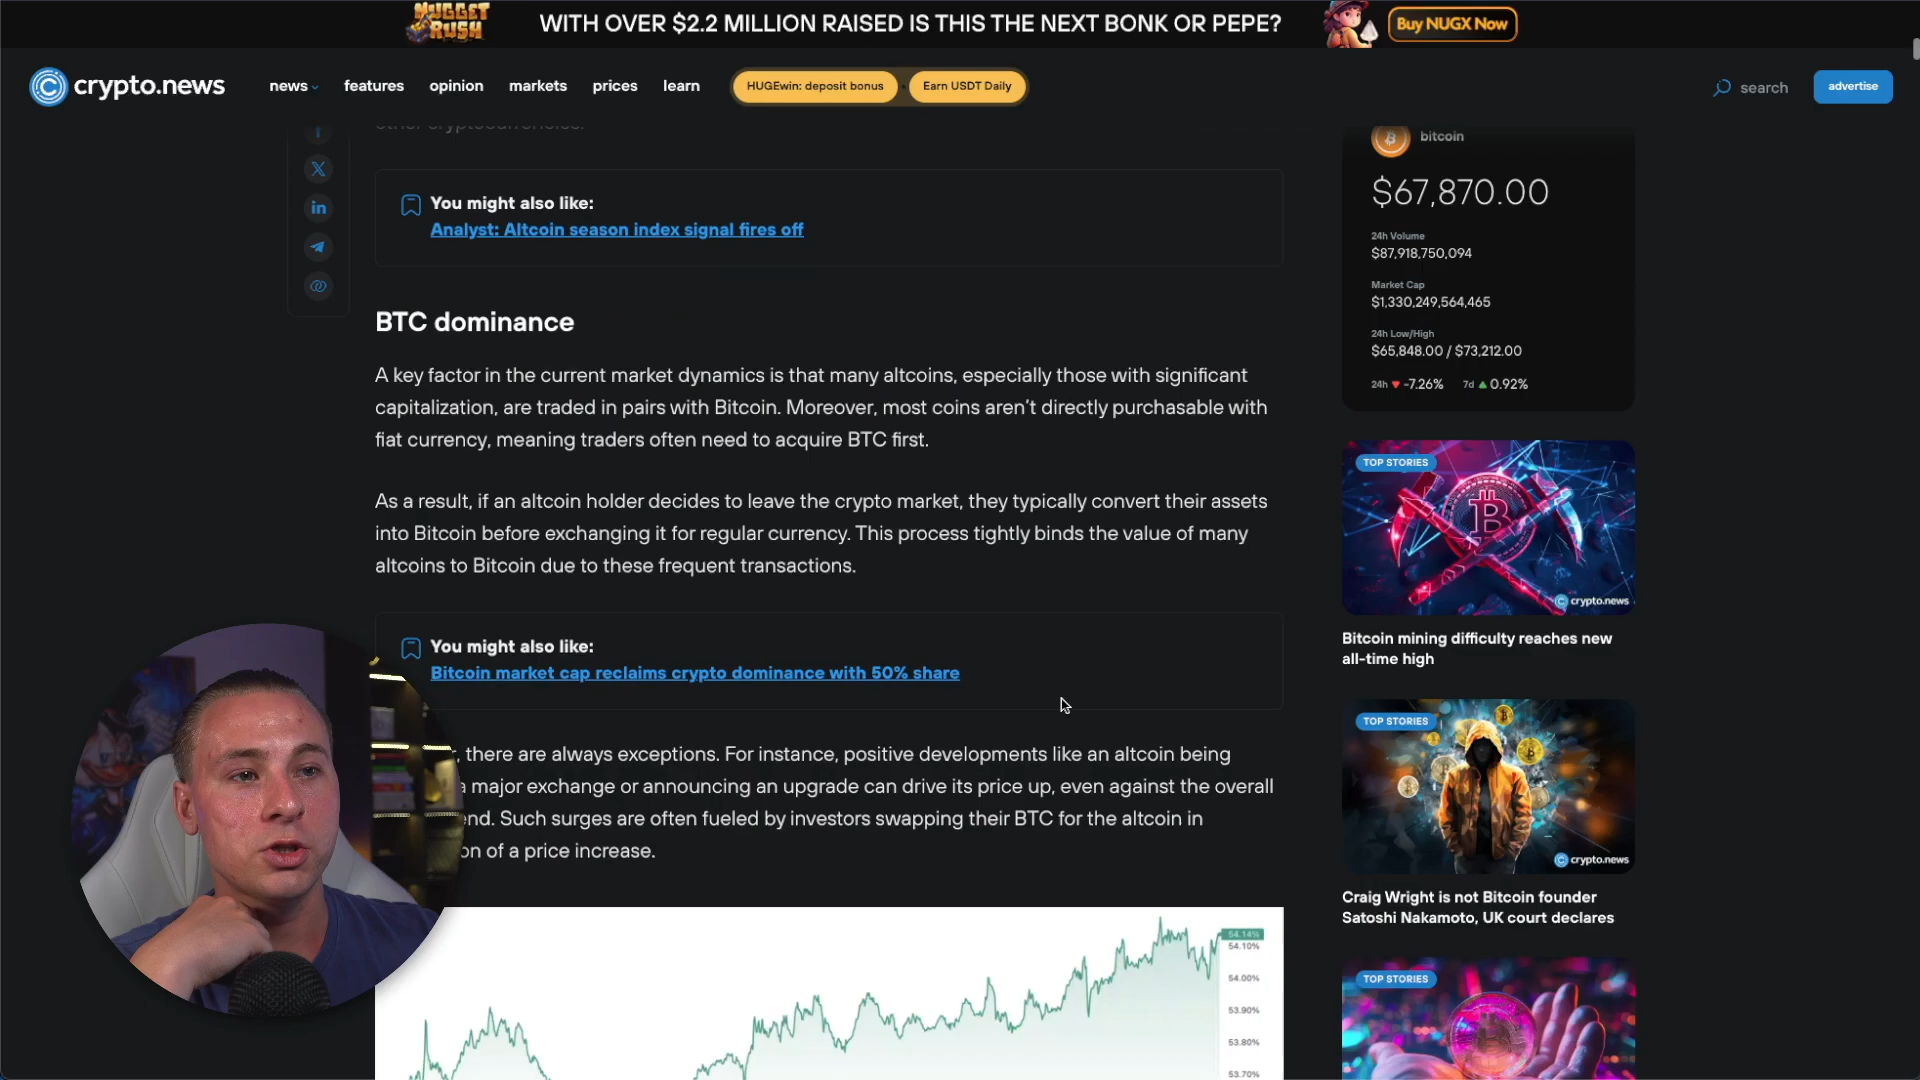 NUGGET
RUSH
WITH OVER $2.2 MILLION RAISED IS THIS THE NEXT BONK OR PEPE?
Buy NUGX Now
crypto.news
news
features
opinion
markets
prices
learn
HUGEwin: deposit bonus
Earn USDT Daily
search
advertise
other cryptocurrencies.
You might also like:
Analyst: Altcoin season index signal fires off
BTC dominance
A key factor in the current market dynamics is that many altcoins, especially those with significant
capitalization, are traded in pairs with Bitcoin. Moreover, most coins aren’t directly purchasable with
fiat currency, meaning traders often need to acquire BTC first.
As a result, if an altcoin holder decides to leave the crypto market, they typically convert their assets
into Bitcoin before exchanging it for regular currency. This process tightly binds the value of many
altcoins to Bitcoin due to these frequent transactions.
You might also like:
Bitcoin market cap reclaims crypto dominance with 50% share
there are always exceptions. For instance, positive developments like an altcoin being
a major exchange or announcing an upgrade can drive its price up, even against the overall
Such surges are often fueled by investors swapping their BTC for the altcoin in
of a price increase.
54.14%
54.10%
54.00%
53.90%
53.80%
53.70%
bitcoin
$67,870.00
24h Volume
$87,918,750,094
Market Cap
$1,330,249,564,465
24h Low/High
$65,848.00 / $73,212.00
24h -7.26% 7d 0.92%
TOP STORIES
crypto.news
Bitcoin mining difficulty reaches new
all-time high
TOP STORIES
crypto.news
Craig Wright is not Bitcoin founder
Satoshi Nakamoto, UK court declares
TOP STORIES